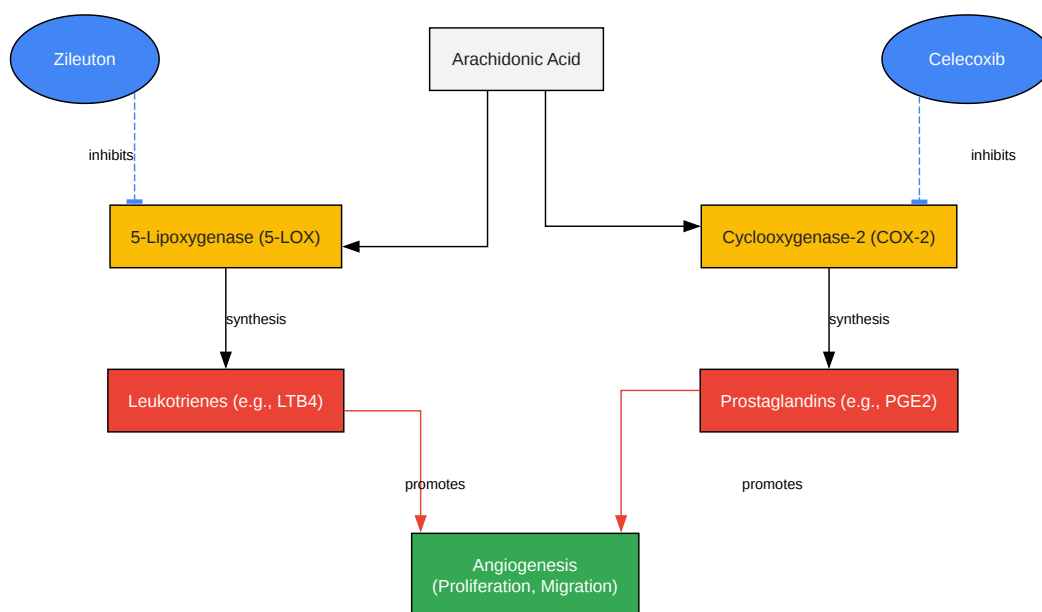 Zileuton
Arachidonic Acid
Celecoxib
inhibits
inhibits
5-Lipoxygenase (5-LOX)
Cyclooxygenase-2 (COX-2)
synthesis
synthesis
Leukotrienes (e.g., LTB4)
Prostaglandins (e.g., PGE2)
promotes
promotes
Angiogenesis
(Proliferation, Migration)